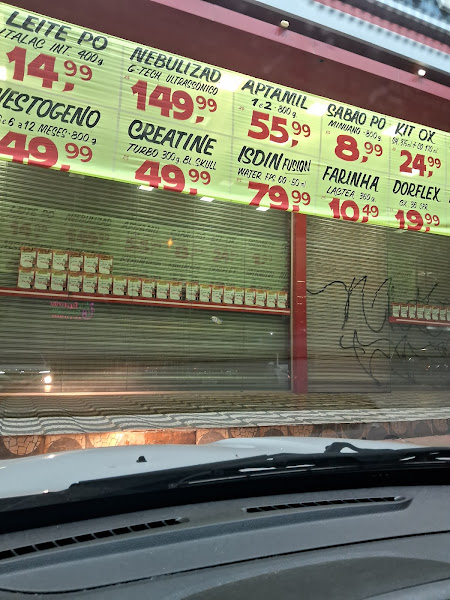 LEITE PO
ITALAC INT. 400g
14,99
NEBULIZAD
G-TECH ULTRASSONICO
149,99
APTAMIL
1 e 2 - 800g
55,99
SABAO PO
MINUANO - 800g
8,99
KIT OX
24,99
NESTOGENO
6 a 12 MESES - 800g
49,99
CREATINE
TURBO 300g BL. SKULL
49,99
ISDIN FUSION
WATER FPS 60 - 50ml
79,99
FARINHA
LACTEA 360g
10,49
DORFLEX
19,99